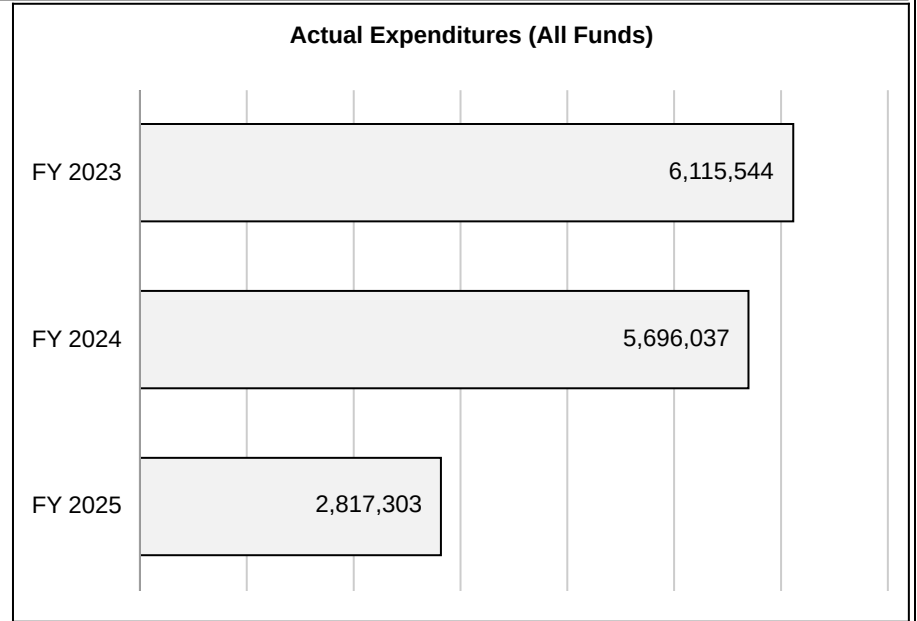 Actual Expenditures (All Funds)
FY 2023
6,115,544
FY 2024
5,696,037
FY 2025
2,817,303